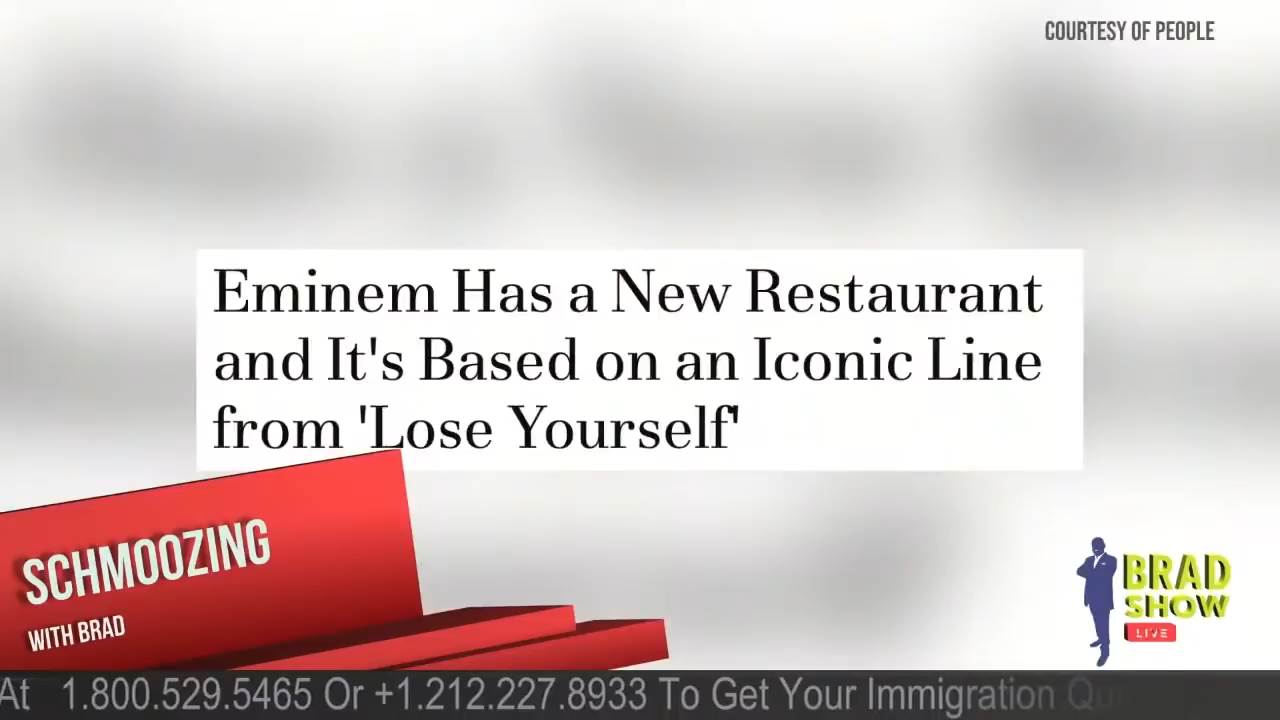 COURTESY OF PEOPLE
Eminem Has a New Restaurant
and It's Based on an Iconic Line
from 'Lose Yourself'
SCHMOOZING
WITH BRAD
BRAD
SHOW
LIVE
At 1.800.529.5465 Or +1.212.227.8933 To Get Your Immigration